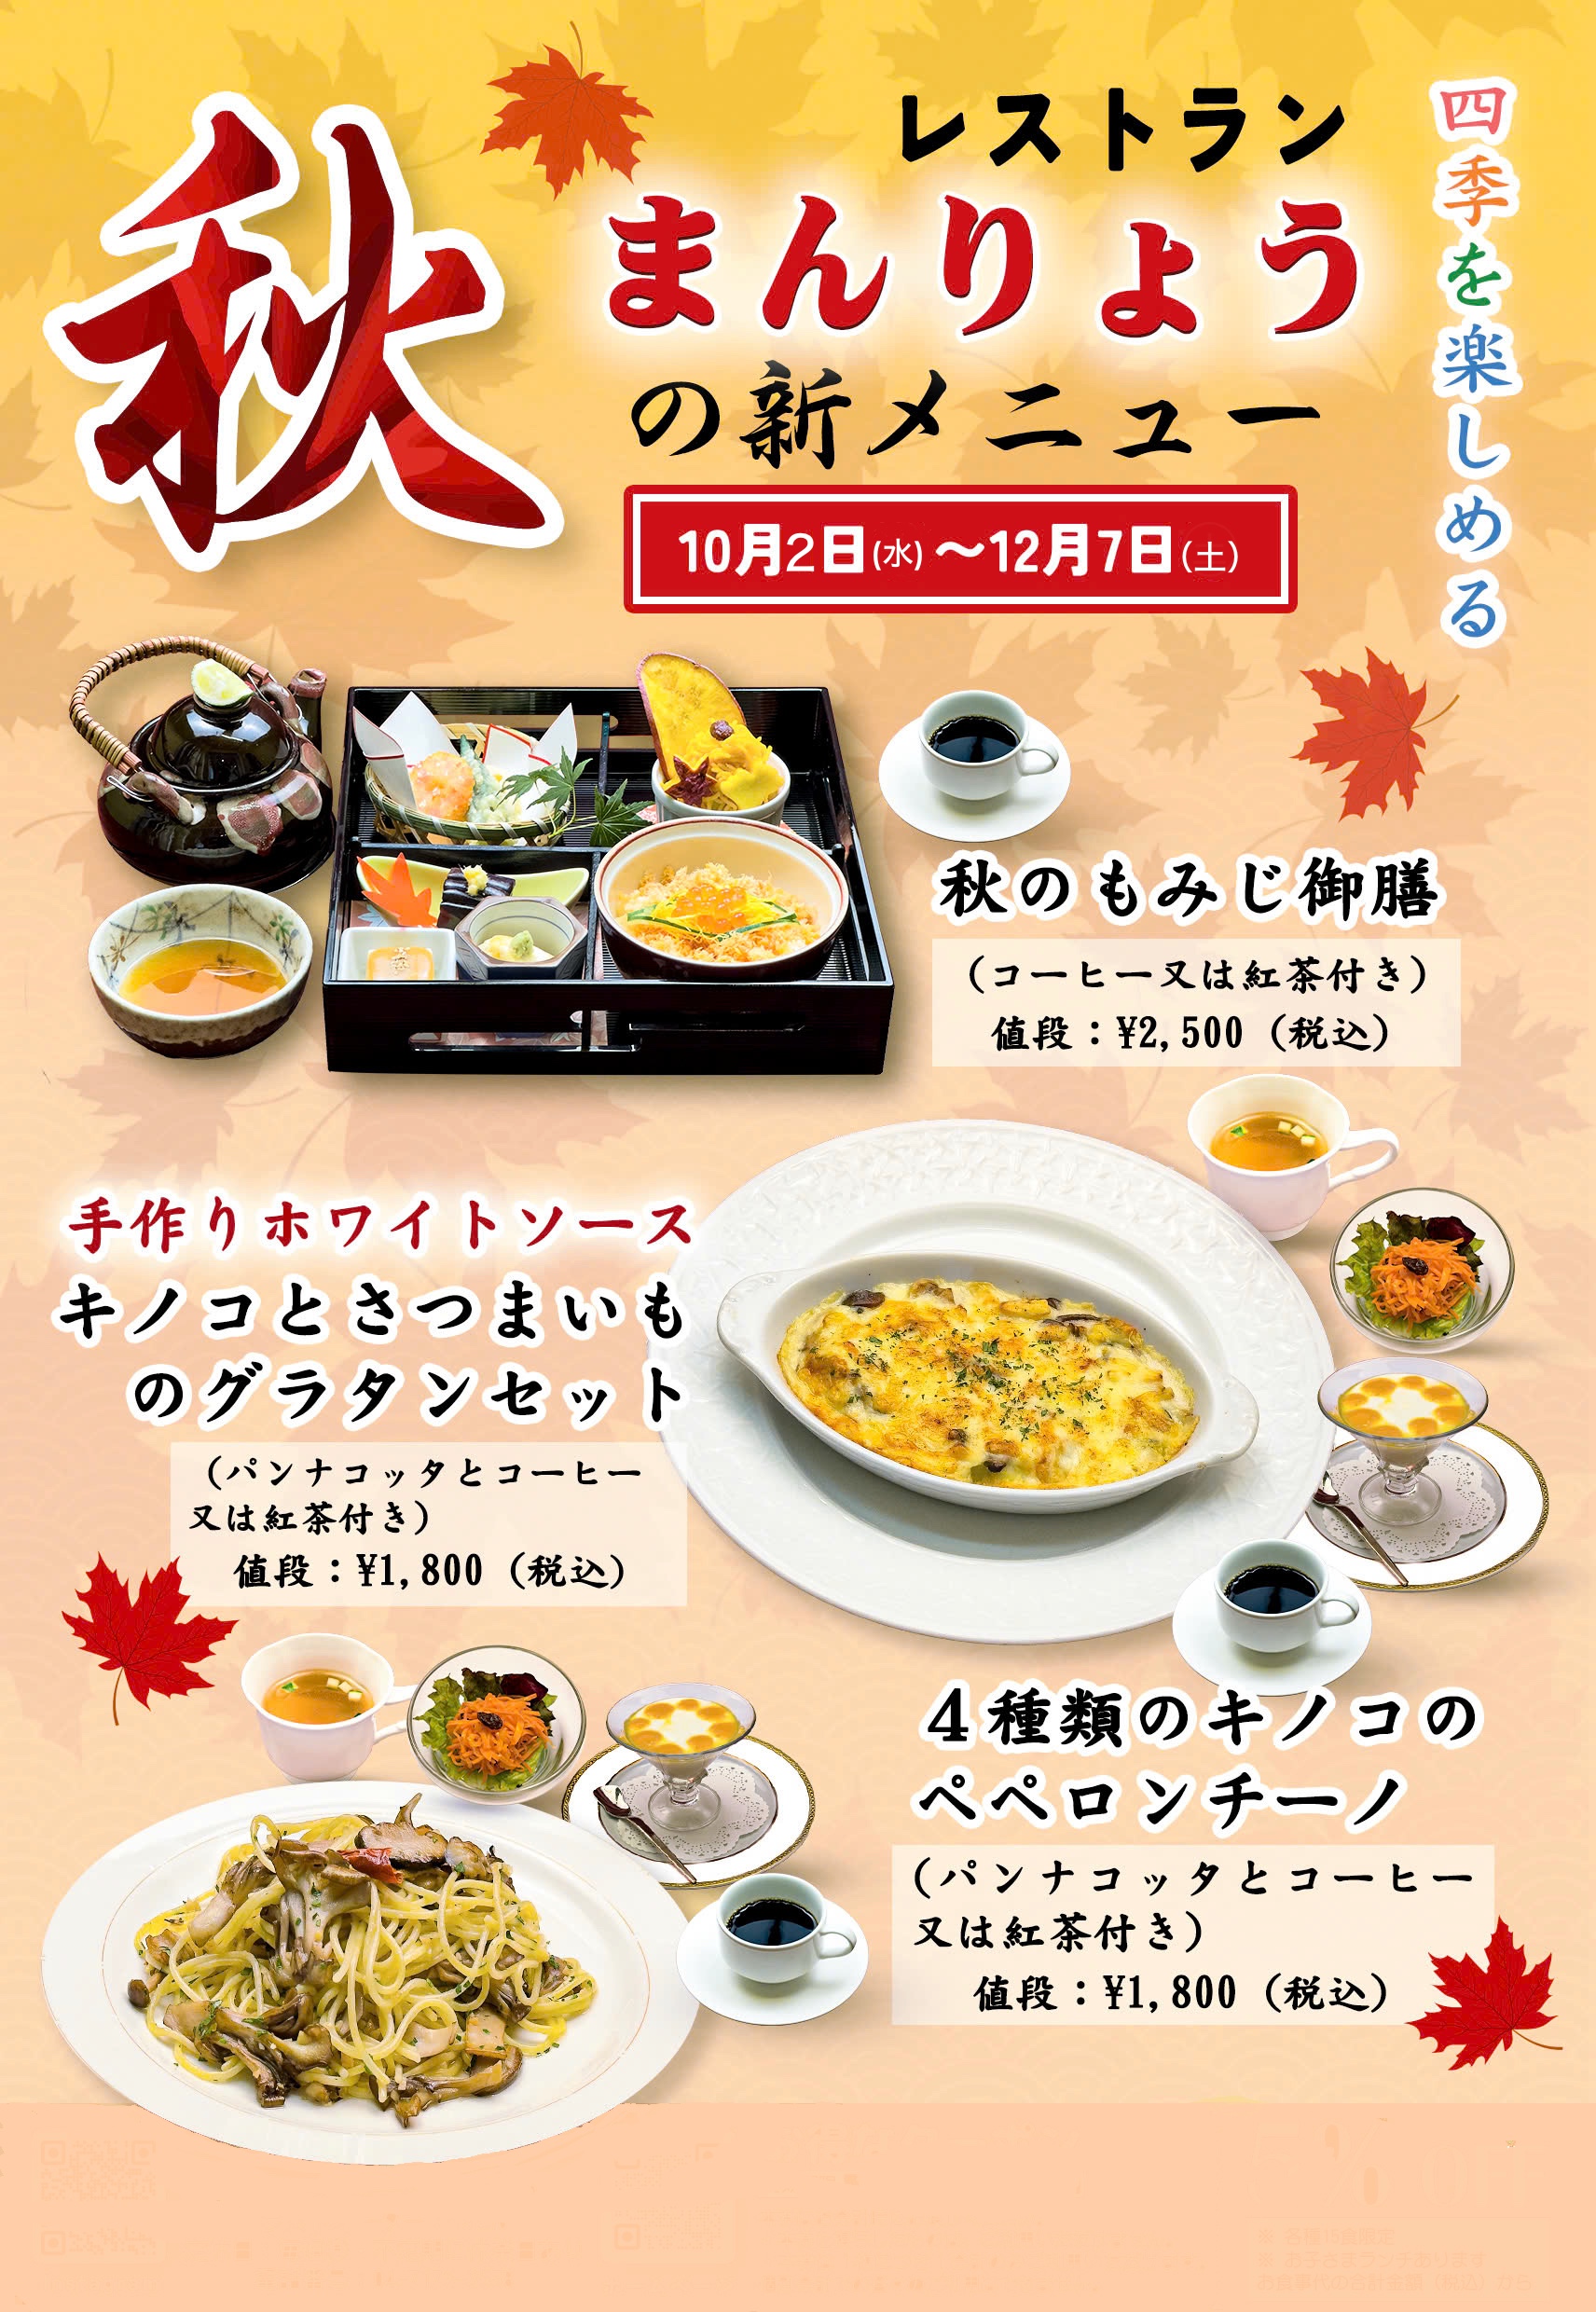 秋
レストラン
まんりょう
の新メニュー
四季を楽しめる
10月2日(水)～12月7日(土)
秋のもみじ御膳
（コーヒー又は紅茶付き）
値段：¥2,500（税込）
手作りホワイトソース
キノコとさつまいも
のグラタンセット
（パンナコッタとコーヒー
又は紅茶付き）
値段：¥1,800（税込）
4種類のキノコの
ペペロンチーノ
（パンナコッタとコーヒー
又は紅茶付き）
値段：¥1,800（税込）